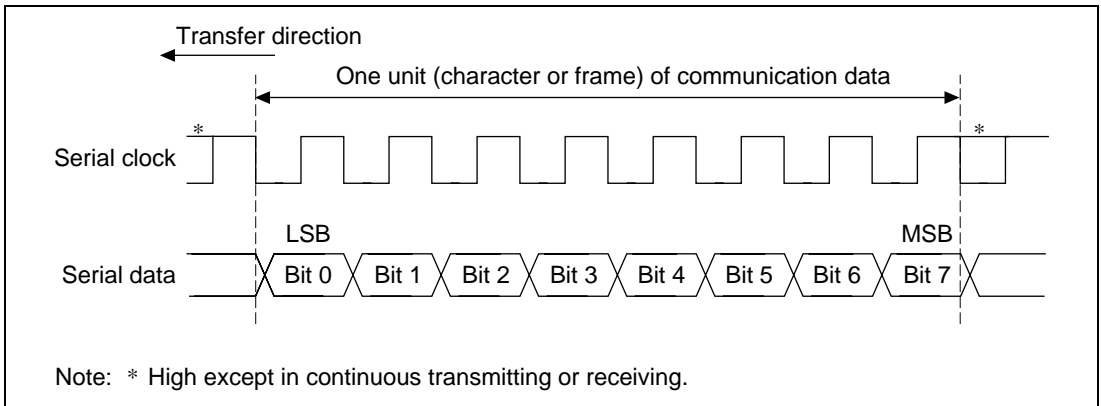 Transfer direction
One unit (character or frame) of communication data
* *
Serial clock
LSB MSB
Serial data Bit 0 Bit 1 Bit 2 Bit 3 Bit 4 Bit 5 Bit 6 Bit 7
Note: * High except in continuous transmitting or receiving.